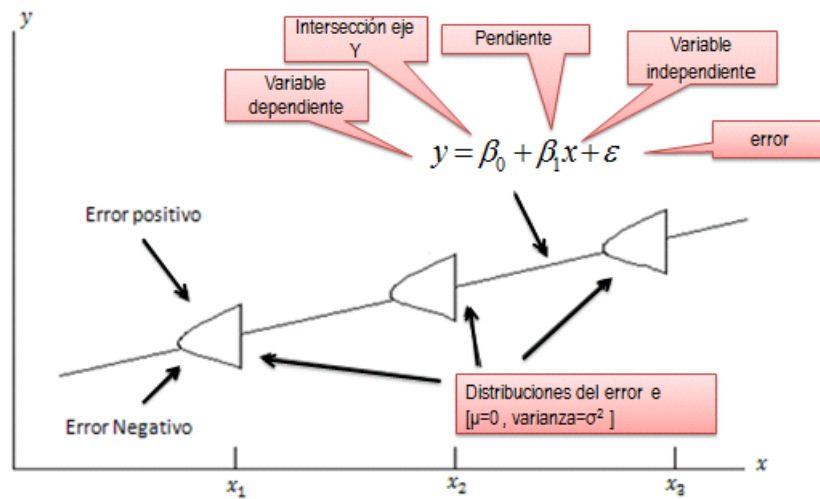 y
Intersección eje
Y
Pendiente
Variable
independiente
Variable
dependiente
y = β₀ + β₁x + ε
error
Error positivo
Error Negativo
Distribuciones del error e
[μ=0 , varianza=σ² ]
x₁
x₂
x₃
x